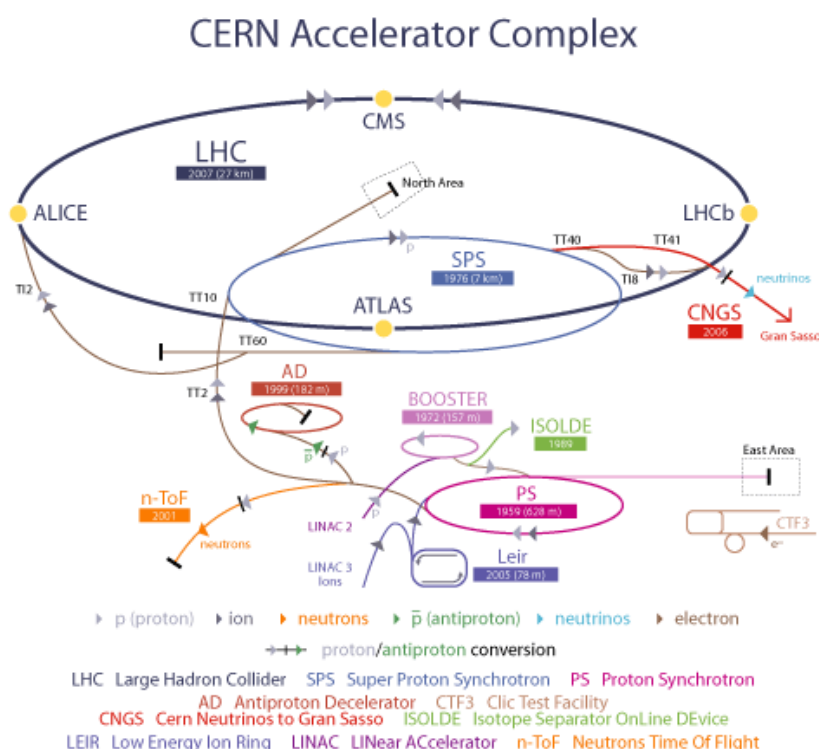 CERN Accelerator Complex
CMS
LHC
2007 (27 km)
North Area
ALICE
LHCb
TT40
TT41
SPS
1976 (7 km)
p
TI8
neutrinos
TI2
TT10
ATLAS
CNGS
2006
Gran Sasso
TT60
AD
1999 (182 m)
TT2
BOOSTER
1972 (157 m)
ISOLDE
1989
p̅
p
East Area
n-ToF
2001
PS
1959 (628 m)
LINAC 2
p
CTF3
e⁻
neutrons
LINAC 3
Ions
Leir
2005 (78 m)
p (proton) ion neutrons p̅ (antiproton) neutrinos electron
proton/antiproton conversion
LHC Large Hadron Collider SPS Super Proton Synchrotron PS Proton Synchrotron
AD Antiproton Decelerator CTF3 Clic Test Facility
CNGS Cern Neutrinos to Gran Sasso ISOLDE Isotope Separator OnLine DEvice
LEIR Low Energy Ion Ring LINAC LINear ACcelerator n-ToF Neutrons Time Of Flight